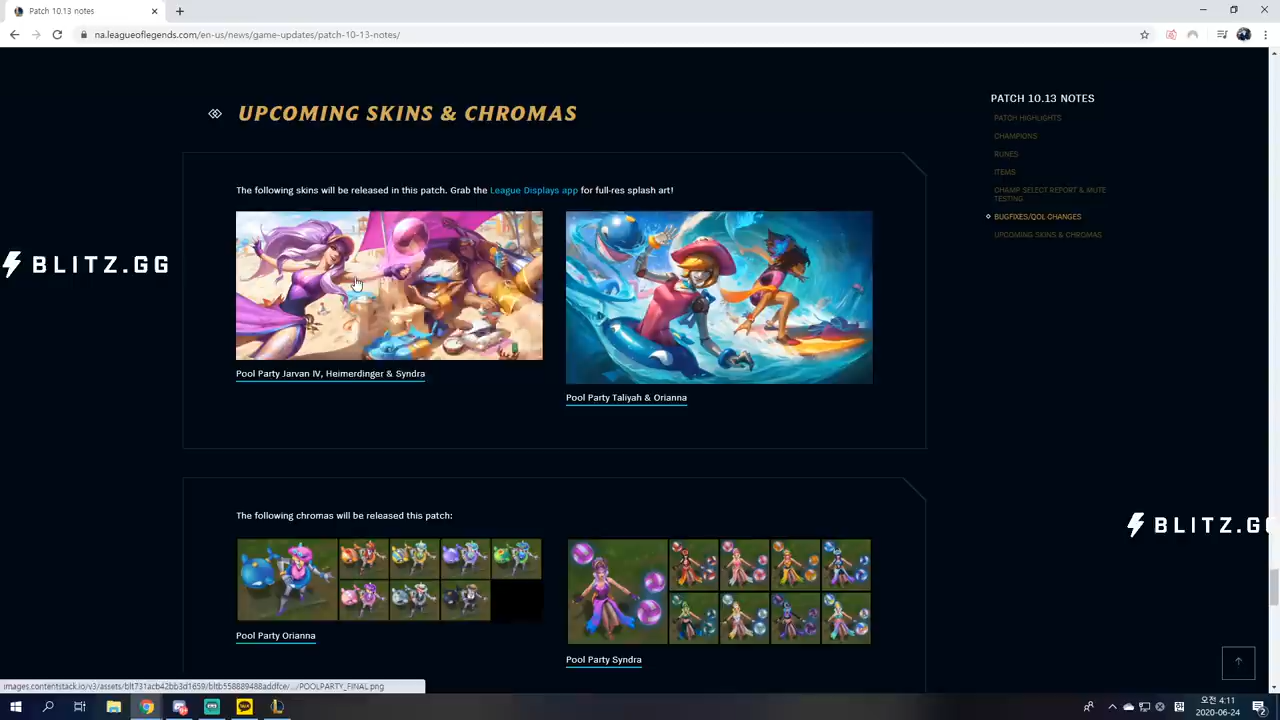 Patch 10.13 notes
na.leagueoflegends.com/en-us/news/game-updates/patch-10-13-notes/
UPCOMING SKINS & CHROMAS
PATCH 10.13 NOTES
PATCH HIGHLIGHTS
CHAMPIONS
RUNES
ITEMS
CHAMP SELECT REPORT & MUTE
TESTING
BUGFIXES/QOL CHANGES
UPCOMING SKINS & CHROMAS
The following skins will be released in this patch. Grab the League Displays app for full-res splash art!
BLITZ.GG
Pool Party Jarvan IV, Heimerdinger & Syndra
Pool Party Taliyah & Orianna
The following chromas will be released this patch:
BLITZ.GG
Pool Party Orianna
Pool Party Syndra
images.contentstack.io/v3/assets/blt731acb42bb3d1659/bltb558889488addfce/.../POOLPARTY_FINAL.png
TALK
오전 4:11
2020-06-24
2